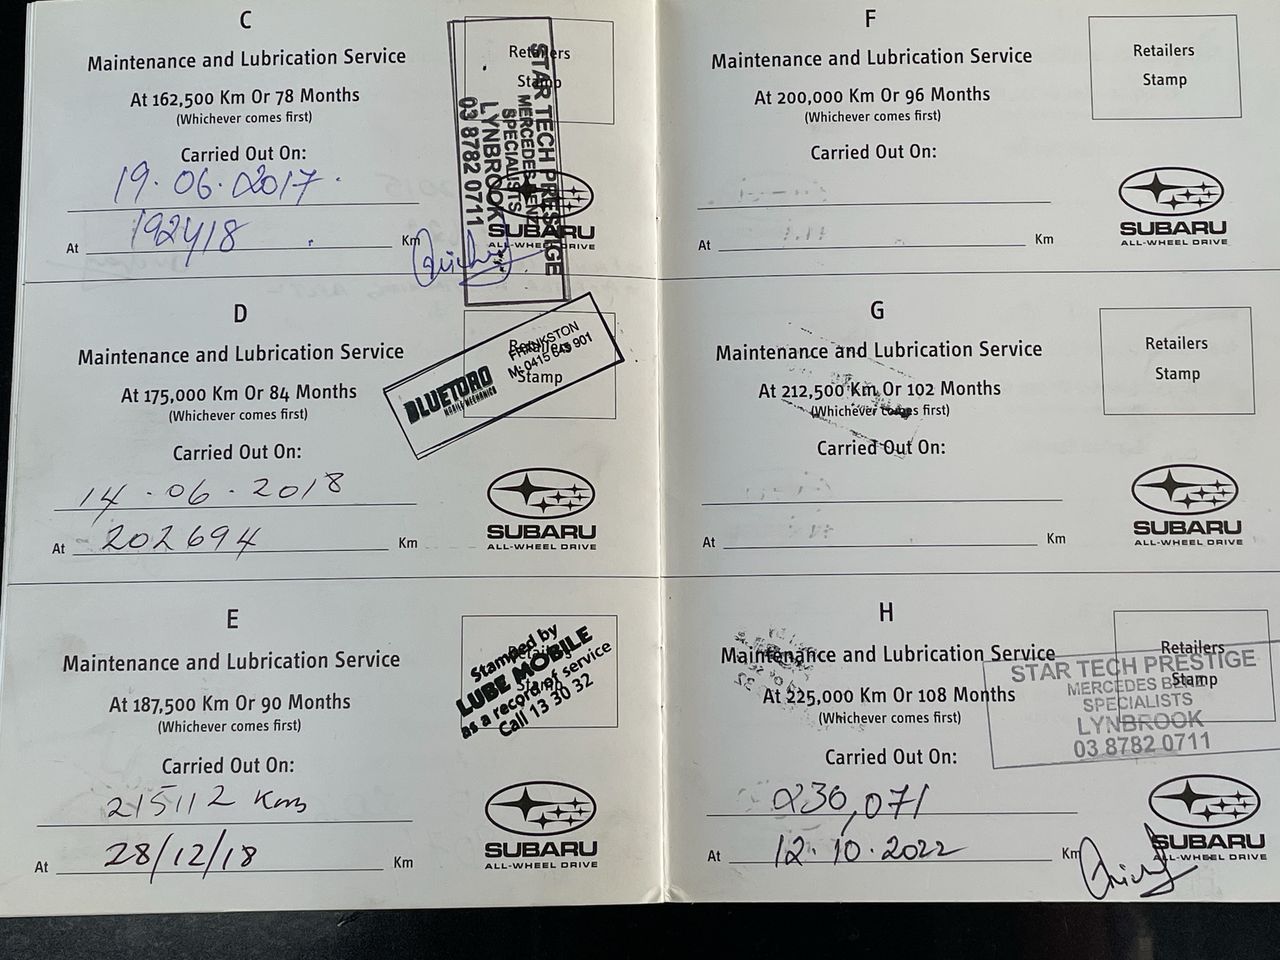 C
Maintenance and Lubrication Service
At 162,500 Km Or 78 Months
(Whichever comes first)
Carried Out On:
19.06.2017.
At 192418 Km
Retailers
Stamp
STAR TECH PRESTIGE
MERCEDES BENZ
SPECIALISTS
LYNBROOK
03 8782 0711
SUBARU
ALL-WHEEL DRIVE
D
Maintenance and Lubrication Service
At 175,000 Km Or 84 Months
(Whichever comes first)
Carried Out On:
14.06.2018
At 202694 Km
Retailers
Stamp
BLUETORO
MOBILE MECHANICS
FRANKSTON
M: 0415 645 901
SUBARU
ALL-WHEEL DRIVE
E
Maintenance and Lubrication Service
At 187,500 Km Or 90 Months
(Whichever comes first)
Carried Out On:
215112 Kms
At 28/12/18 Km
Retailers
Stamp
Stamped by
LUBE MOBILE
as a record of service
Call 13 30 32
SUBARU
ALL-WHEEL DRIVE
F
Maintenance and Lubrication Service
At 200,000 Km Or 96 Months
(Whichever comes first)
Carried Out On:
At Km
Retailers
Stamp
SUBARU
ALL-WHEEL DRIVE
G
Maintenance and Lubrication Service
At 212,500 Km Or 102 Months
(Whichever comes first)
Carried Out On:
At Km
Retailers
Stamp
SUBARU
ALL-WHEEL DRIVE
H
Maintenance and Lubrication Service
At 225,000 Km Or 108 Months
(Whichever comes first)
Carried Out On:
236,071
At 12.10.2022 Km
Retailers
Stamp
STAR TECH PRESTIGE
MERCEDES BENZ
SPECIALISTS
LYNBROOK
03 8782 0711
SUBARU
ALL-WHEEL DRIVE